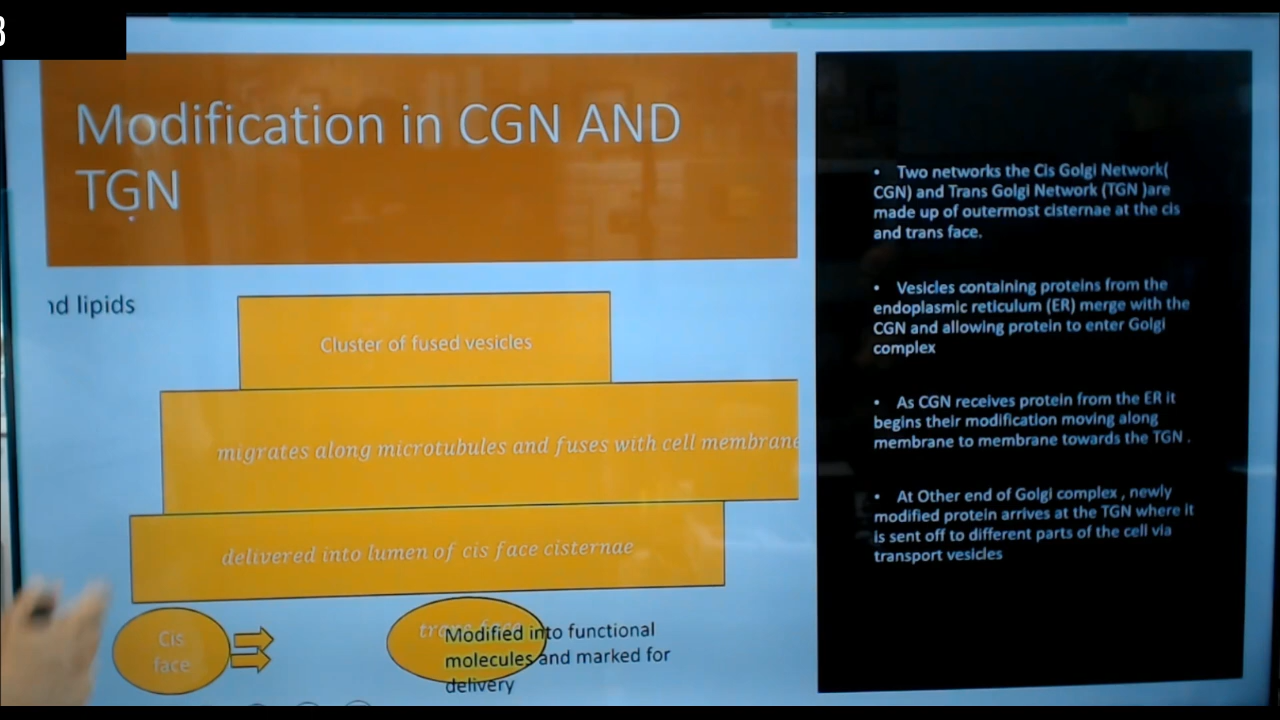 3
Modification in CGN AND
TGN
nd lipids
Cluster of fused vesicles
migrates along microtubules and fuses with cell membrane
delivered into lumen of cis face cisternae
Cis
face
trans face
Modified into functional
molecules and marked for
delivery
• Two networks the Cis Golgi Network(
CGN) and Trans Golgi Network (TGN )are
made up of outermost cisternae at the cis
and trans face.
• Vesicles containing proteins from the
endoplasmic reticulum (ER) merge with the
CGN and allowing protein to enter Golgi
complex
• As CGN receives protein from the ER it
begins their modification moving along
membrane to membrane towards the TGN .
• At Other end of Golgi complex , newly
modified protein arrives at the TGN where it
is sent off to different parts of the cell via
transport vesicles